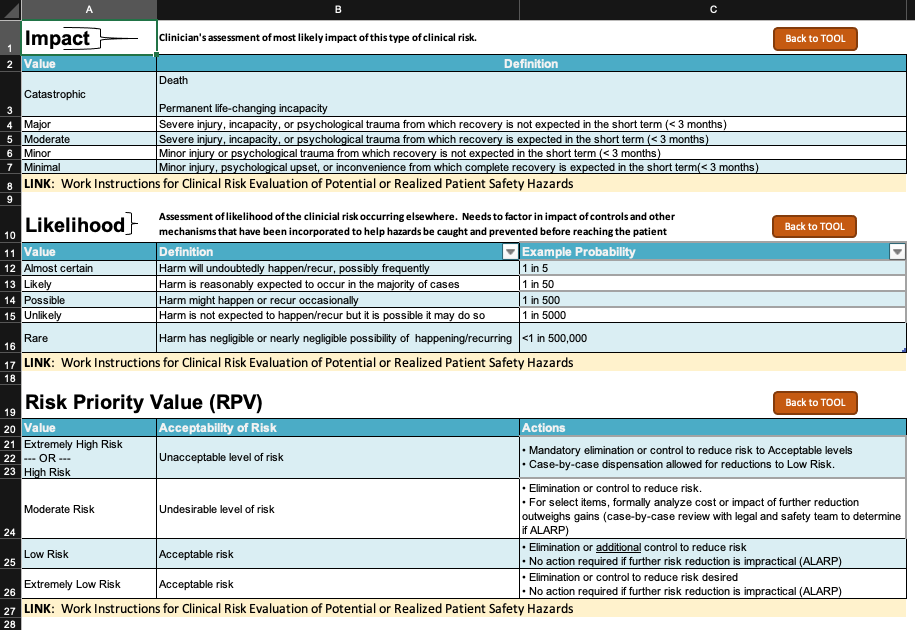 A B C
1 Impact Clinician's assessment of most likely impact of this type of clinical risk. Back to TOOL
2 Value Definition
Death
Catastrophic
3 Permanent life-changing incapacity
4 Major Severe injury, incapacity, or psychological trauma from which recovery is not expected in the short term (< 3 months)
5 Moderate Severe injury, incapacity, or psychological trauma from which recovery is expected in the short term (< 3 months)
6 Minor Minor injury or psychological trauma from which recovery is not expected in the short term (< 3 months)
7 Minimal Minor injury, psychological upset, or inconvenience from which complete recovery is expected in the short term(< 3 months)
8 LINK: Work Instructions for Clinical Risk Evaluation of Potential or Realized Patient Safety Hazards
9
Assessment of likelihood of the clinicial risk occurring elsewhere. Needs to factor in impact of controls and other
10 Likelihood mechanisms that have been incorporated to help hazards be caught and prevented before reaching the patient Back to TOOL
11 Value Definition Example Probability
12 Almost certain Harm will undoubtedly happen/recur, possibly frequently 1 in 5
13 Likely Harm is reasonably expected to occur in the majority of cases 1 in 50
14 Possible Harm might happen or recur occasionally 1 in 500
15 Unlikely Harm is not expected to happen/recur but it is possible it may do so 1 in 5000
16 Rare Harm has negligible or nearly negligible possibility of happening/recurring <1 in 500,000
17 LINK: Work Instructions for Clinical Risk Evaluation of Potential or Realized Patient Safety Hazards
18
19 Risk Priority Value (RPV) Back to TOOL
20 Value Acceptability of Risk Actions
21 Extremely High Risk • Mandatory elimination or control to reduce risk to Acceptable levels
22 --- OR --- Unacceptable level of risk • Case-by-case dispensation allowed for reductions to Low Risk.
23 High Risk
• Elimination or control to reduce risk.
• For select items, formally analyze cost or impact of further reduction
Moderate Risk Undesirable level of risk outweighs gains (case-by-case review with legal and safety team to determine
24 if ALARP)
Low Risk Acceptable risk • Elimination or additional control to reduce risk
25 • No action required if further risk reduction is impractical (ALARP)
Extremely Low Risk Acceptable risk • Elimination or control to reduce risk desired
26 • No action required if further risk reduction is impractical (ALARP)
27 LINK: Work Instructions for Clinical Risk Evaluation of Potential or Realized Patient Safety Hazards
28